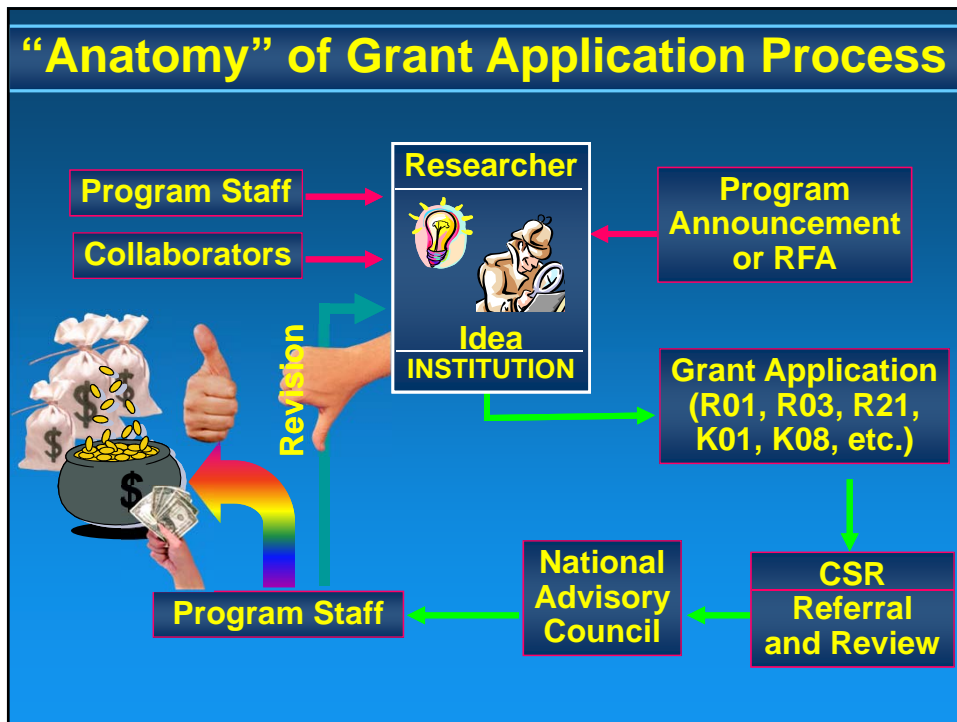 “Anatomy” of Grant Application Process
Researcher
Program Staff
Collaborators
Idea
INSTITUTION
Program
Announcement
or RFA
Revision
Grant Application
(R01, R03, R21,
K01, K08, etc.)
CSR
Referral
and Review
National
Advisory
Council
Program Staff
$
$
$
$